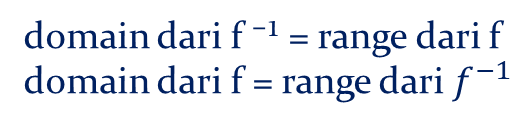 domain dari f ⁻¹ = range dari f
domain dari f = range dari f⁻¹